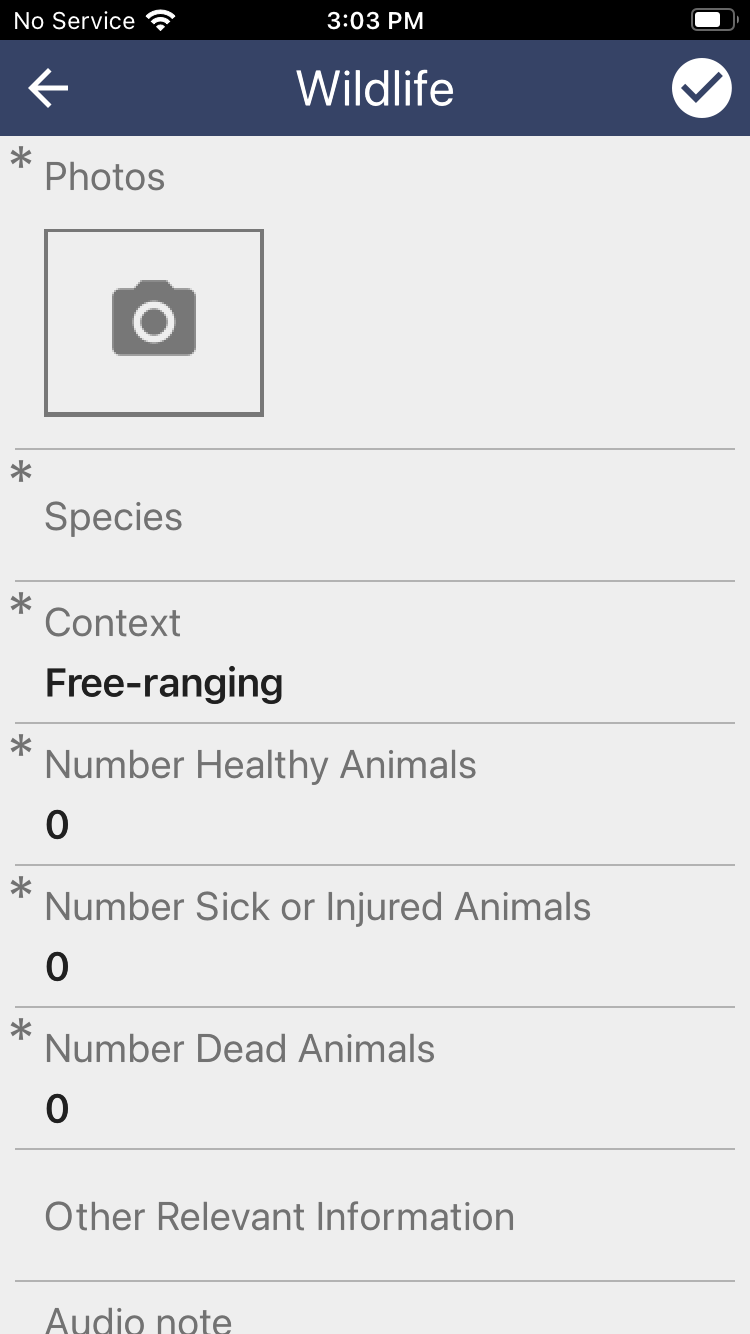 No Service 3:03 PM
Wildlife
* Photos
*
Species
* Context
Free-ranging
* Number Healthy Animals
0
* Number Sick or Injured Animals
0
* Number Dead Animals
0
Other Relevant Information
Audio note